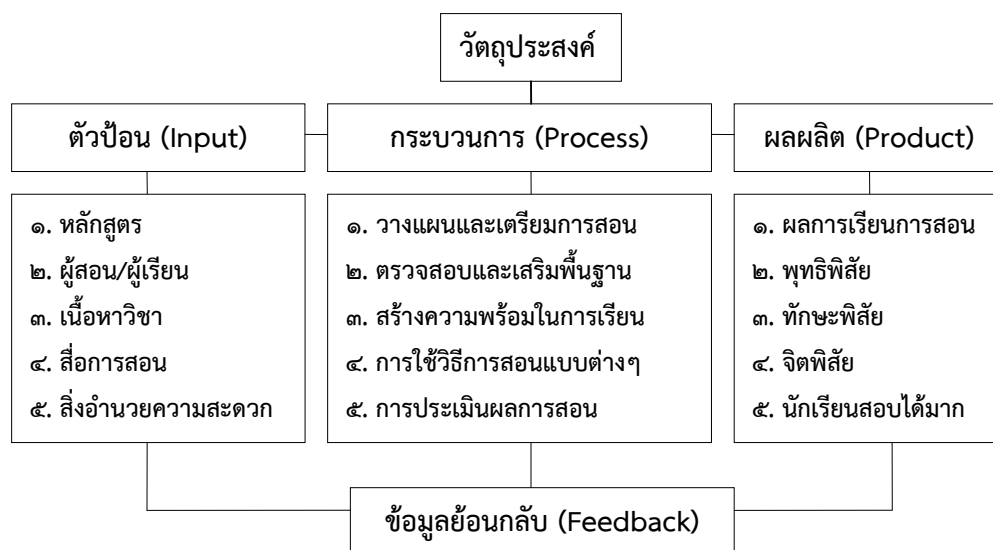 วัตถุประสงค์
ตัวป้อน (Input)
กระบวนการ (Process)
ผลผลิต (Product)
๑. หลักสูตร
๒. ผู้สอน/ผู้เรียน
๓. เนื้อหาวิชา
๔. สื่อการสอน
๕. สิ่งอำนวยความสะดวก
๑. วางแผนและเตรียมการสอน
๒. ตรวจสอบและเสริมพื้นฐาน
๓. สร้างความพร้อมในการเรียน
๔. การใช้วิธีการสอนแบบต่างๆ
๕. การประเมินผลการสอน
๑. ผลการเรียนการสอน
๒. พุทธิพิสัย
๓. ทักษะพิสัย
๔. จิตพิสัย
๕. นักเรียนสอบได้มาก
ข้อมูลย้อนกลับ (Feedback)